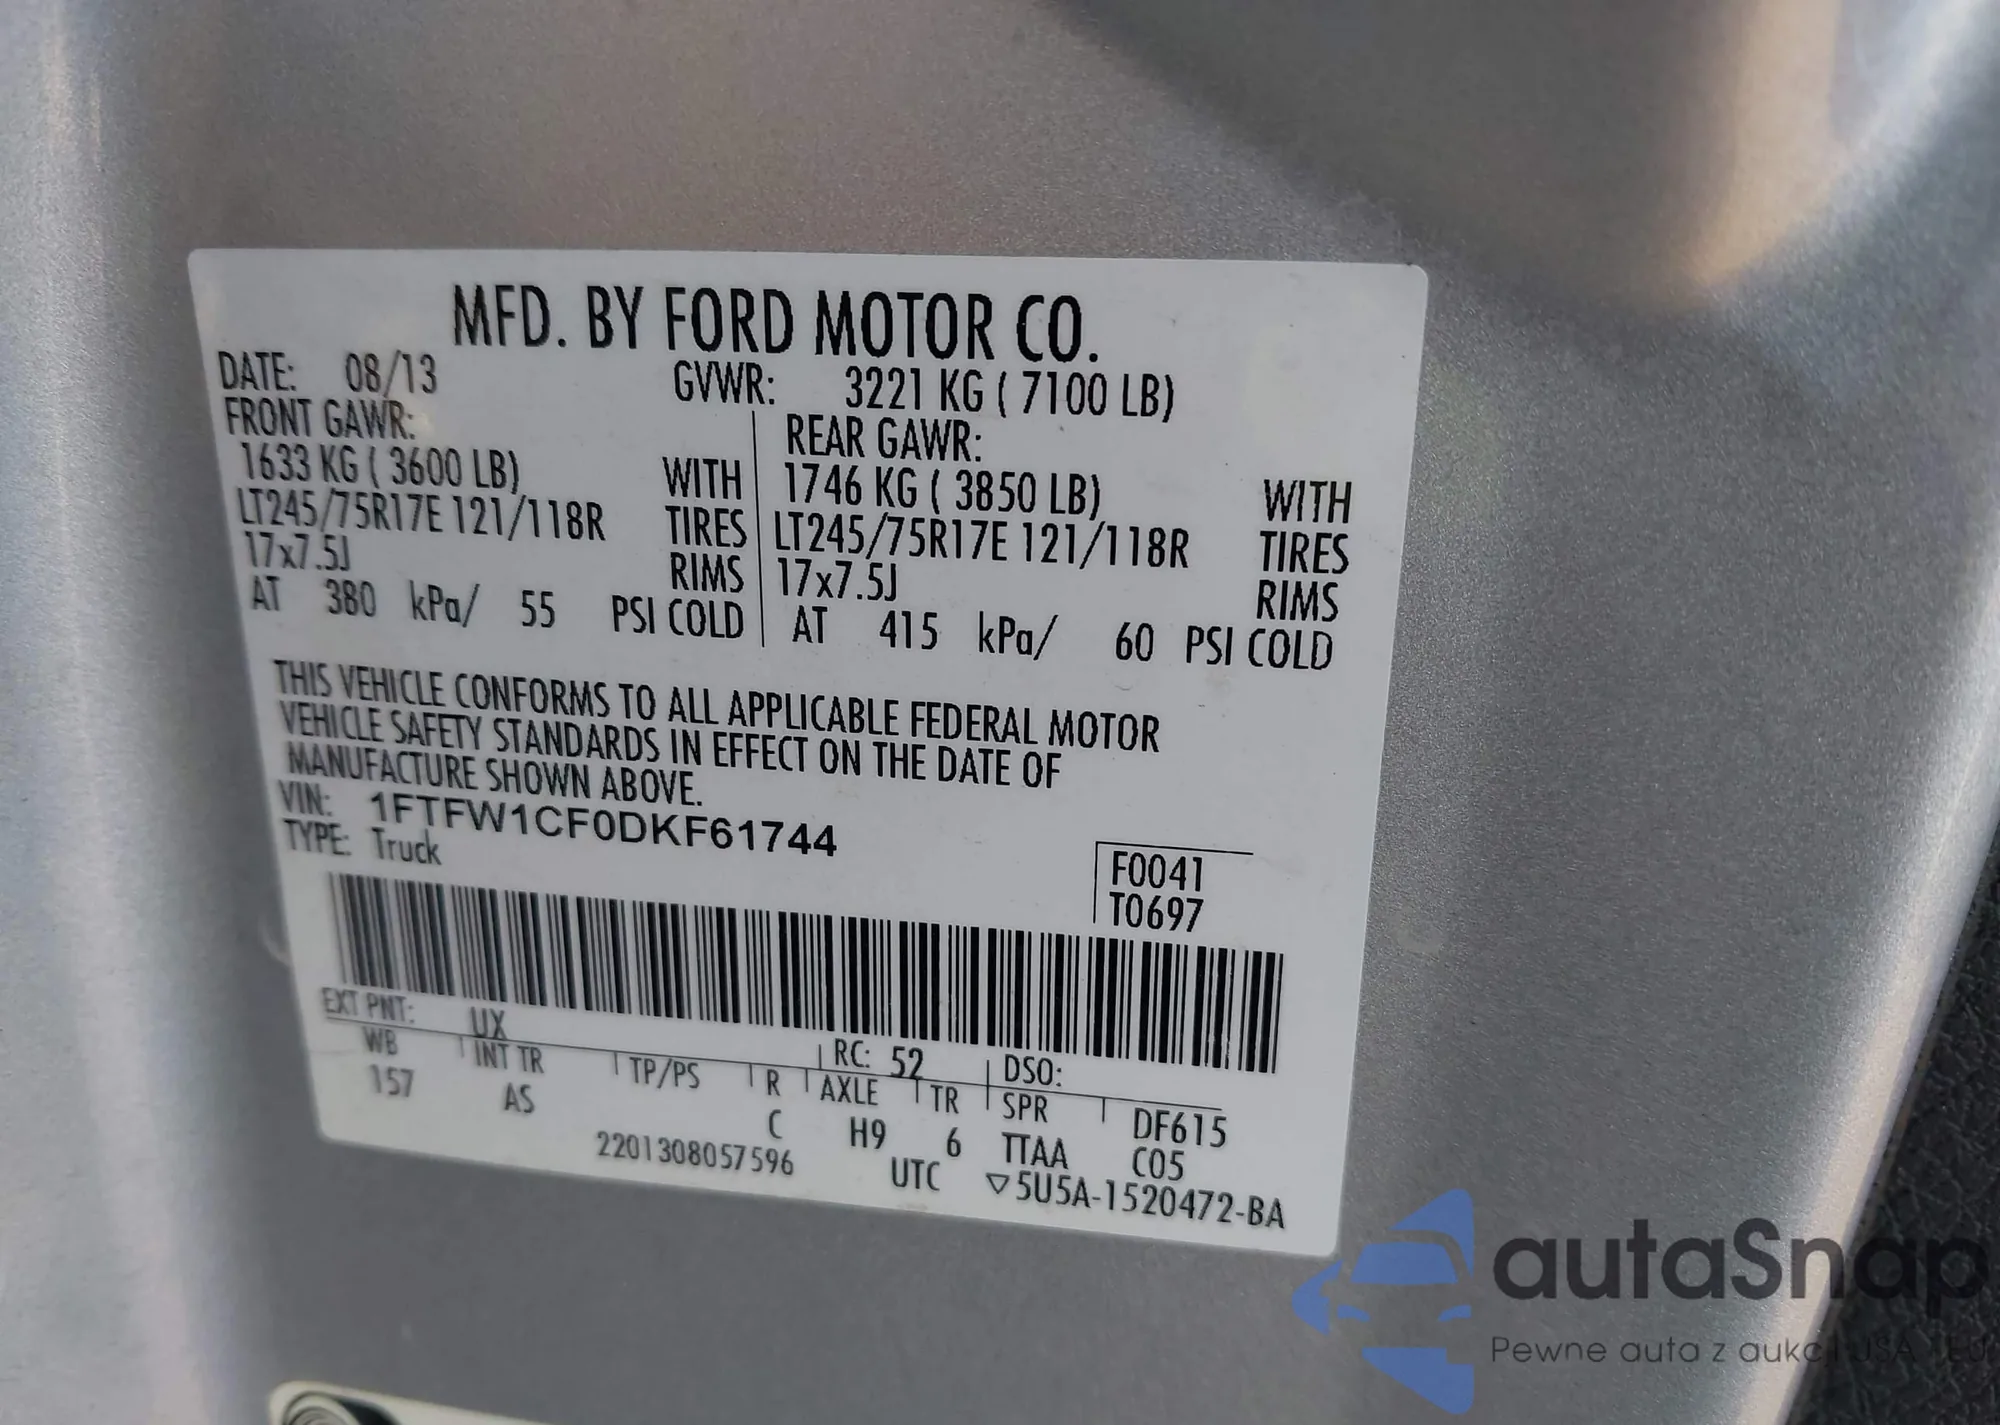 MFD. BY FORD MOTOR CO.
DATE: 08/13 GVWR: 3221 KG ( 7100 LB)
FRONT GAWR: REAR GAWR:
1633 KG ( 3600 LB) WITH 1746 KG ( 3850 LB) WITH
LT245/75R17E 121/118R TIRES LT245/75R17E 121/118R TIRES
17x7.5J RIMS 17x7.5J RIMS
AT 380 kPa/ 55 PSI COLD AT 415 kPa/ 60 PSI COLD
THIS VEHICLE CONFORMS TO ALL APPLICABLE FEDERAL MOTOR
VEHICLE SAFETY STANDARDS IN EFFECT ON THE DATE OF
MANUFACTURE SHOWN ABOVE.
VIN: 1FTFW1CF0DKF61744
TYPE: Truck
F0041
T0697
EXT PNT: UX RC: 52 DSO:
WB INT TR TP/PS R AXLE TR SPR DF615
157 AS C H9 6 TTAA C05
2201308057596 UTC ▽5U5A-1520472-BA
autaSnap
Pewne auta z aukcji USA i EU